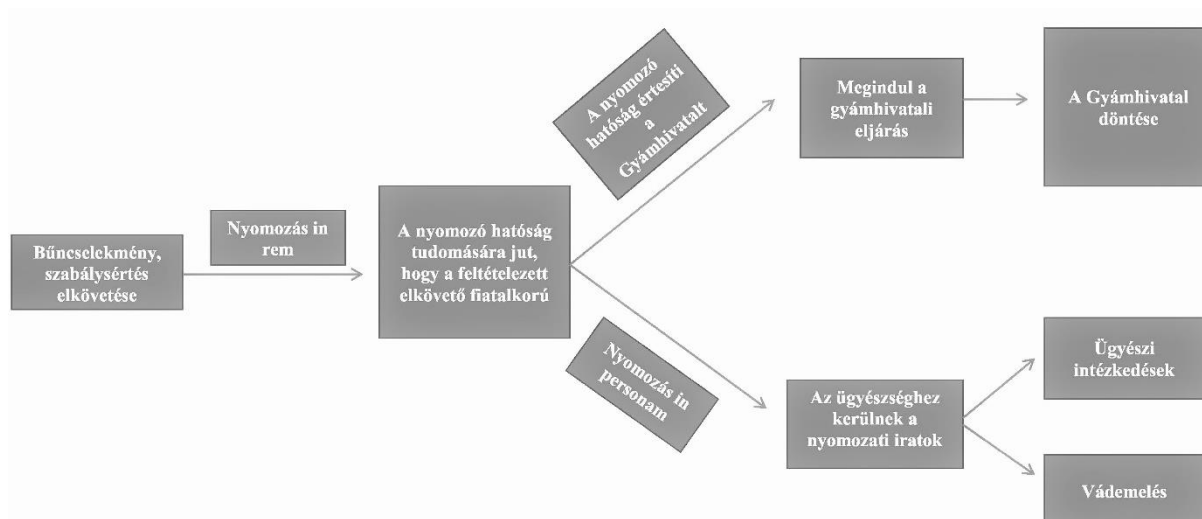 Bűncselekmény,
szabálysértés
elkövetése
Nyomozás in
rem
A nyomozó hatóság
tudomására jut,
hogy a feltételezett
elkövető fiatalkorú
A nyomozó
hatóság értesíti
a
Gyámhivatalt
Megindul a
gyámhivatali
eljárás
A Gyámhivatal
döntése
Nyomozás in
personam
Az ügyészséghez
kerülnek a
nyomozati iratok
Ügyészi
intézkedések
Vádemelés